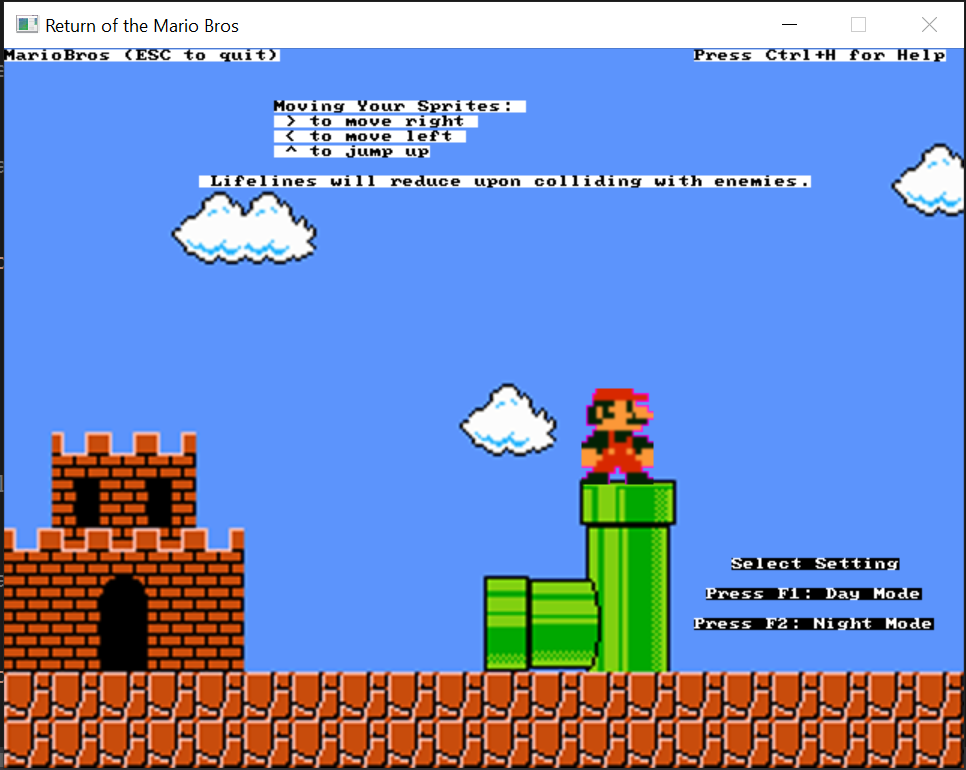 Return of the Mario Bros
MarioBros (ESC to quit)
Press Ctrl+H for Help
Moving Your Sprites:
> to move right
< to move left
^ to jump up
Lifelines will reduce upon colliding with enemies.
Select Setting
Press F1: Day Mode
Press F2: Night Mode